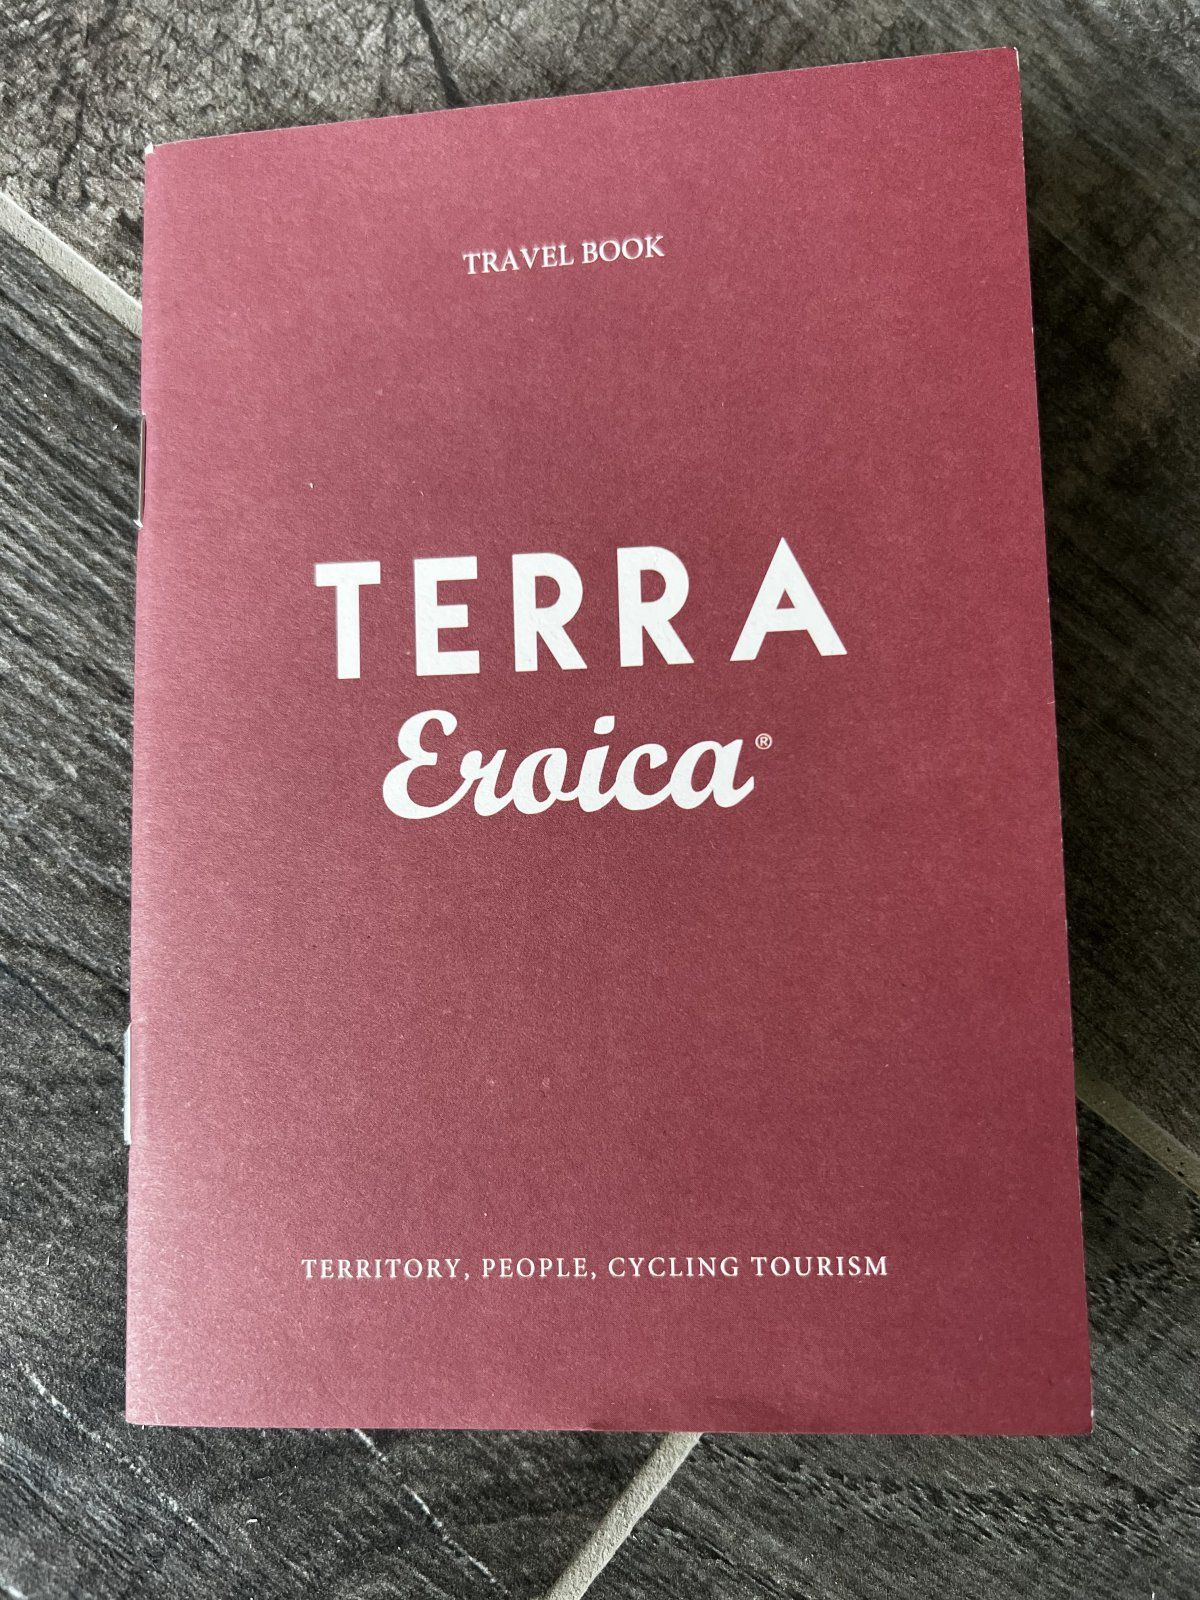 TRAVEL BOOK
TERRA
Eroica®
TERRITORY, PEOPLE, CYCLING TOURISM